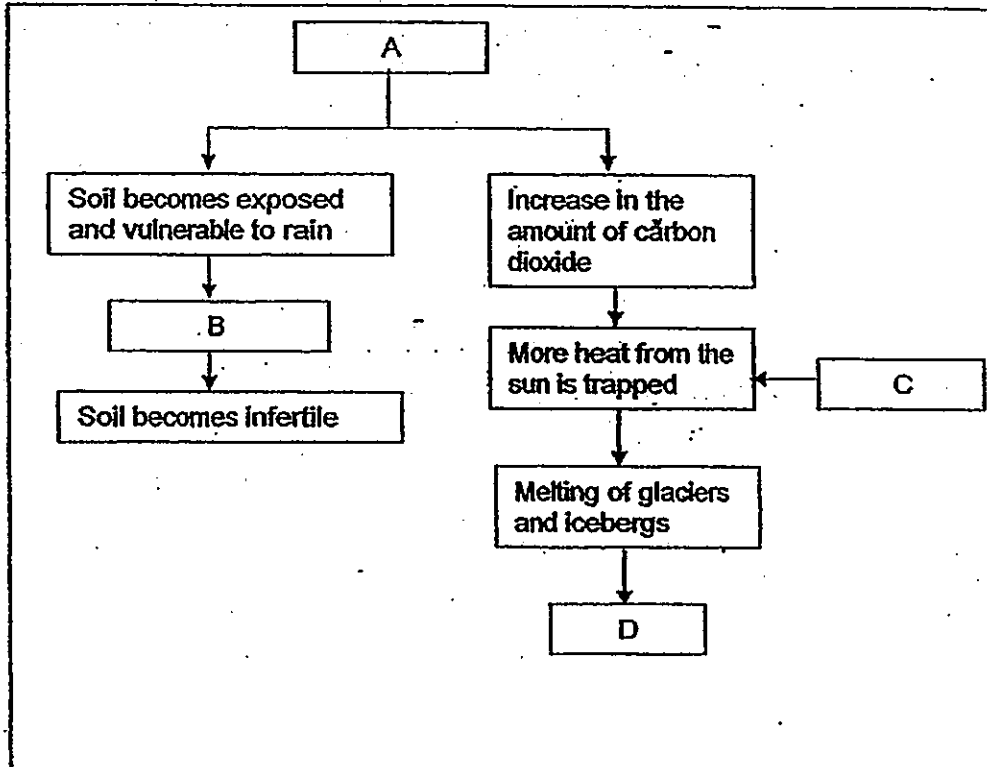 A
Soil becomes exposed
and vulnerable to rain
B
Soil becomes infertile
Increase in the
amount of carbon
dioxide
More heat from the
sun is trapped
C
Melting of glaciers
and icebergs
D